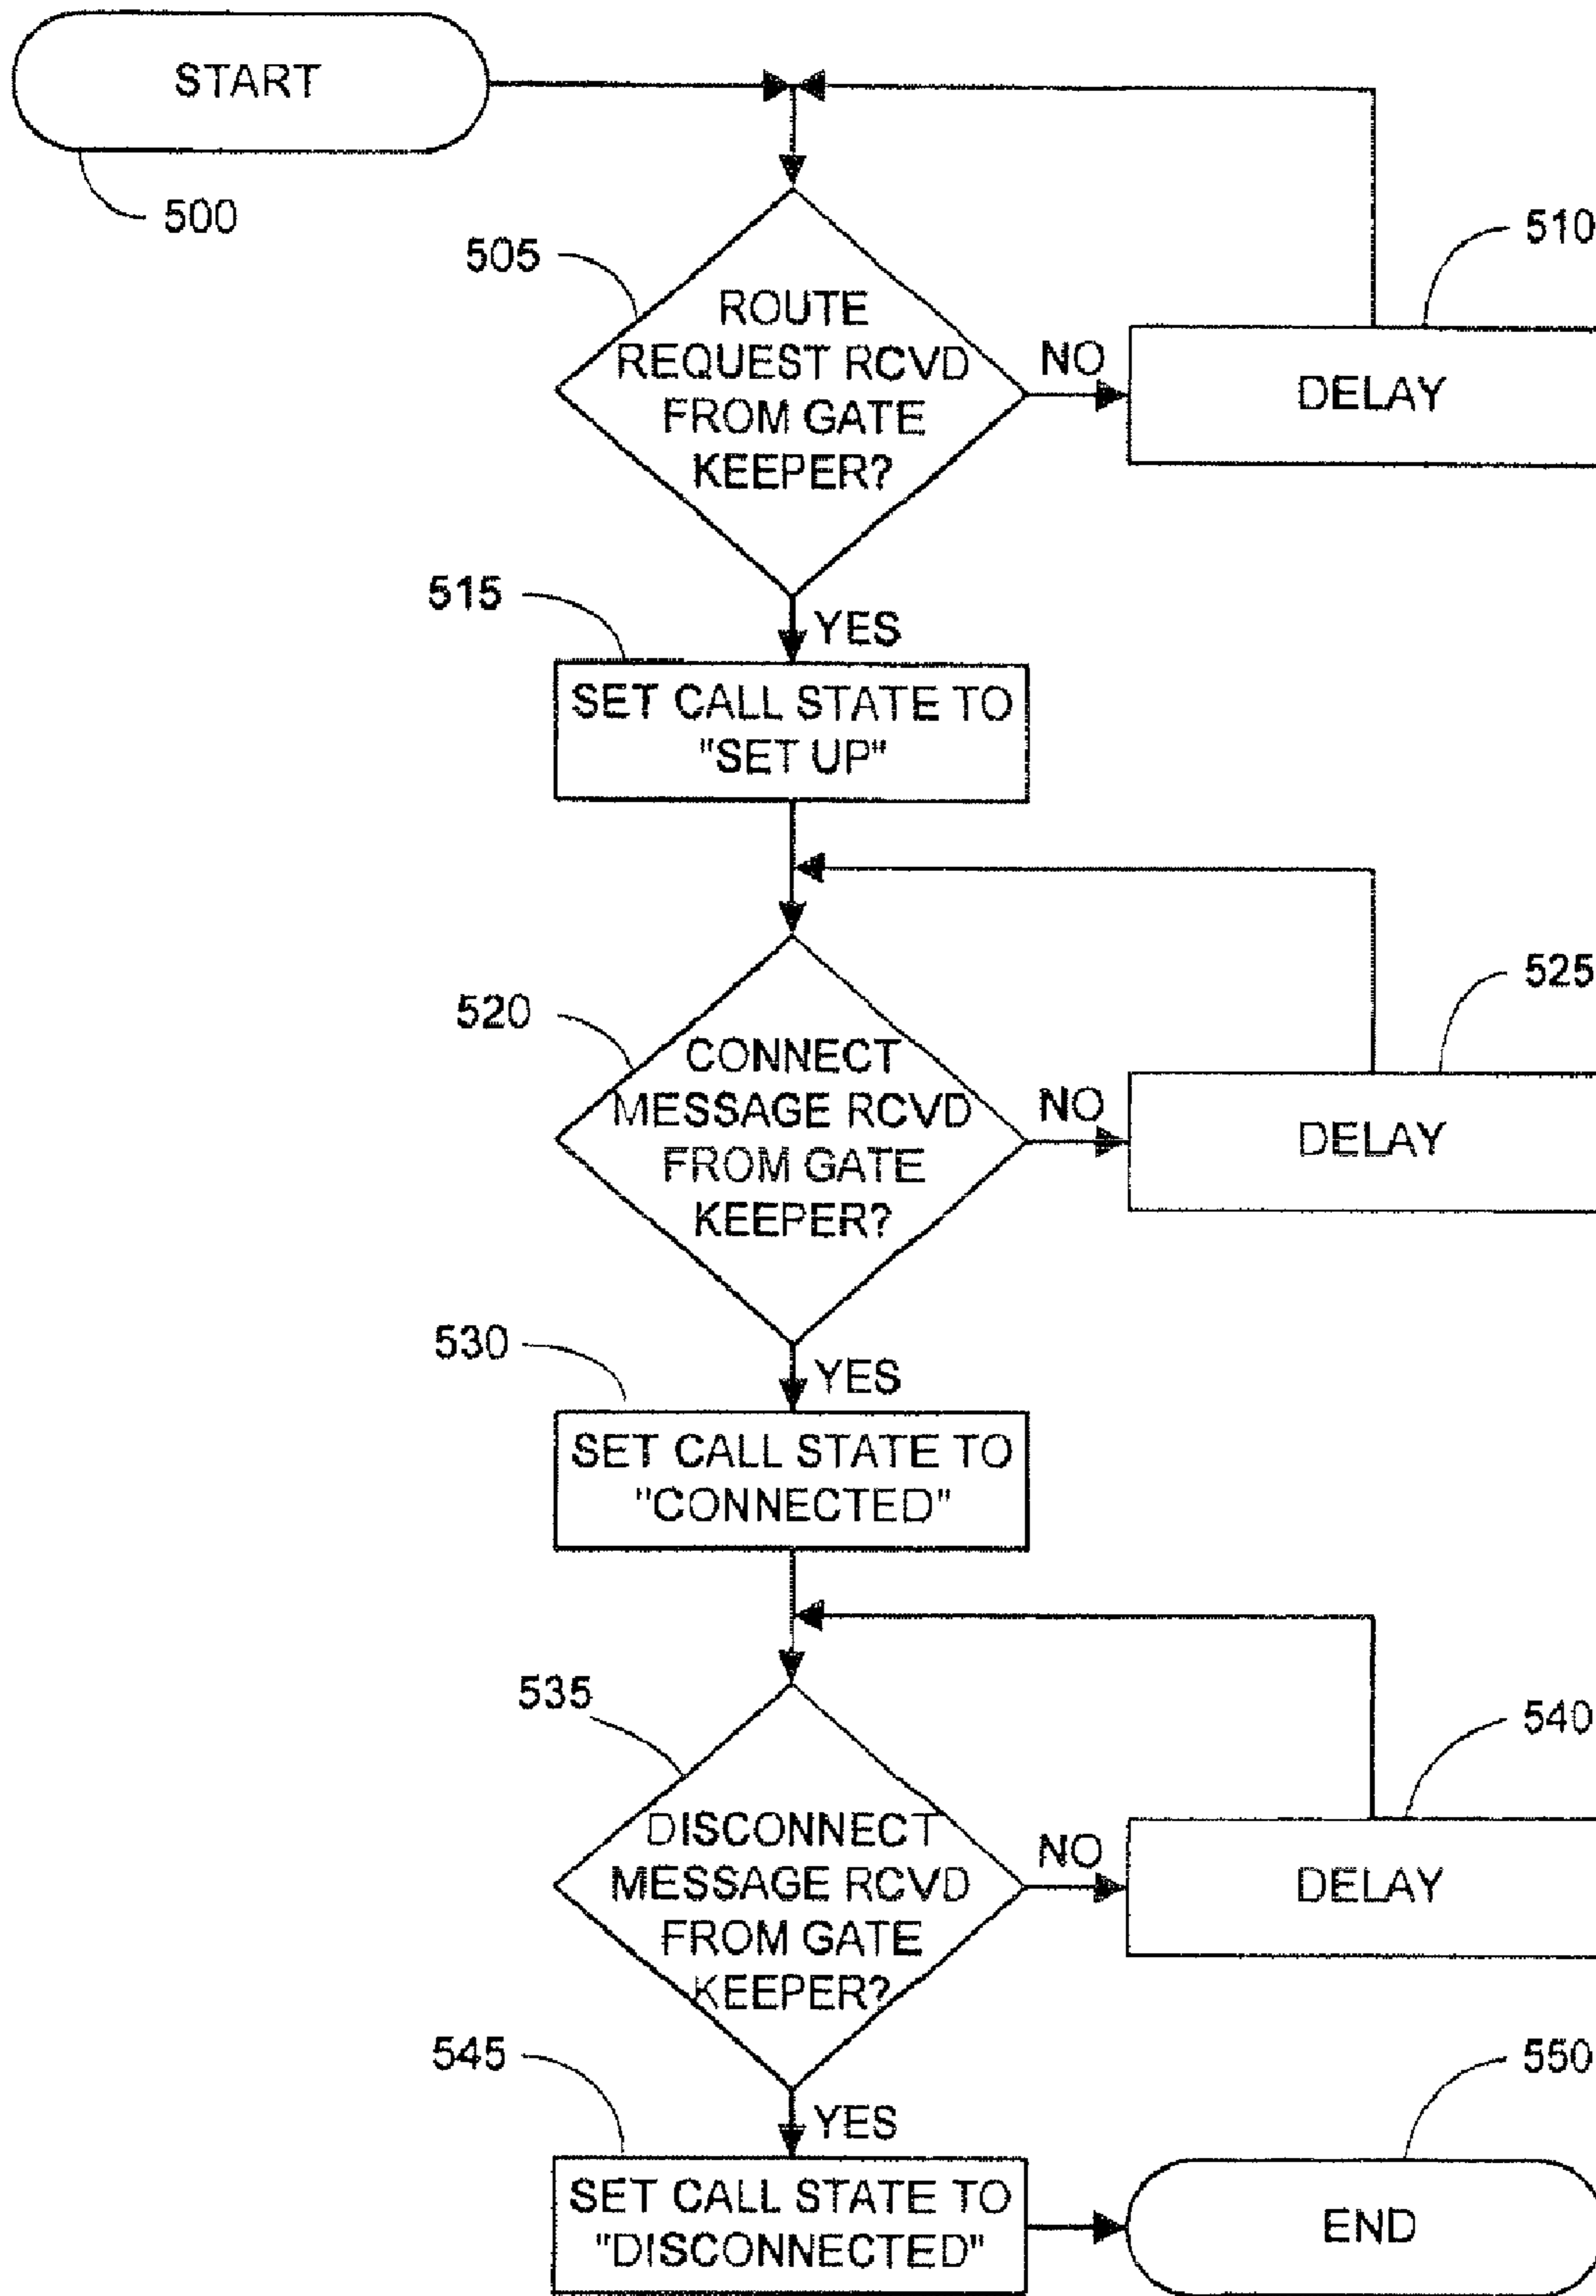 START
500
505
510
ROUTE
REQUEST RCVD
FROM GATE
KEEPER?
NO
DELAY
515
YES
SET CALL STATE TO
"SET UP"
520
525
CONNECT
MESSAGE RCVD
FROM GATE
KEEPER?
NO
DELAY
530
YES
SET CALL STATE TO
"CONNECTED"
535
540
DISCONNECT
MESSAGE RCVD
FROM GATE
KEEPER?
NO
DELAY
545
550
YES
SET CALL STATE TO
"DISCONNECTED"
END